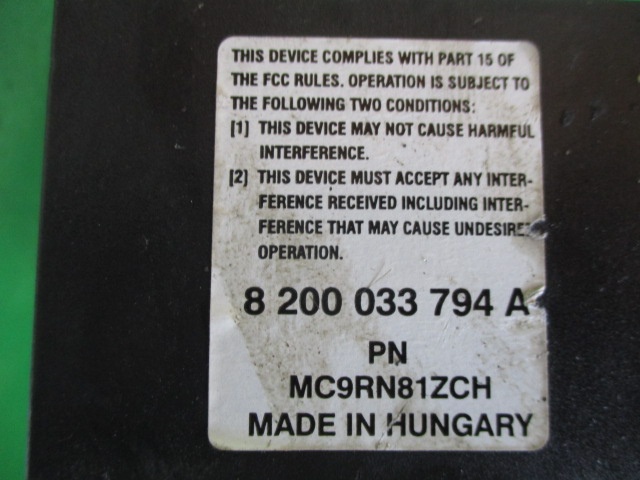 THIS DEVICE COMPLIES WITH PART 15 OF
THE FCC RULES. OPERATION IS SUBJECT TO
THE FOLLOWING TWO CONDITIONS:
[1] THIS DEVICE MAY NOT CAUSE HARMFUL
INTERFERENCE.
[2] THIS DEVICE MUST ACCEPT ANY INTER-
FERENCE RECEIVED INCLUDING INTER-
FERENCE THAT MAY CAUSE UNDESIRE
OPERATION.
8 200 033 794 A
PN
MC9RN81ZCH
MADE IN HUNGARY